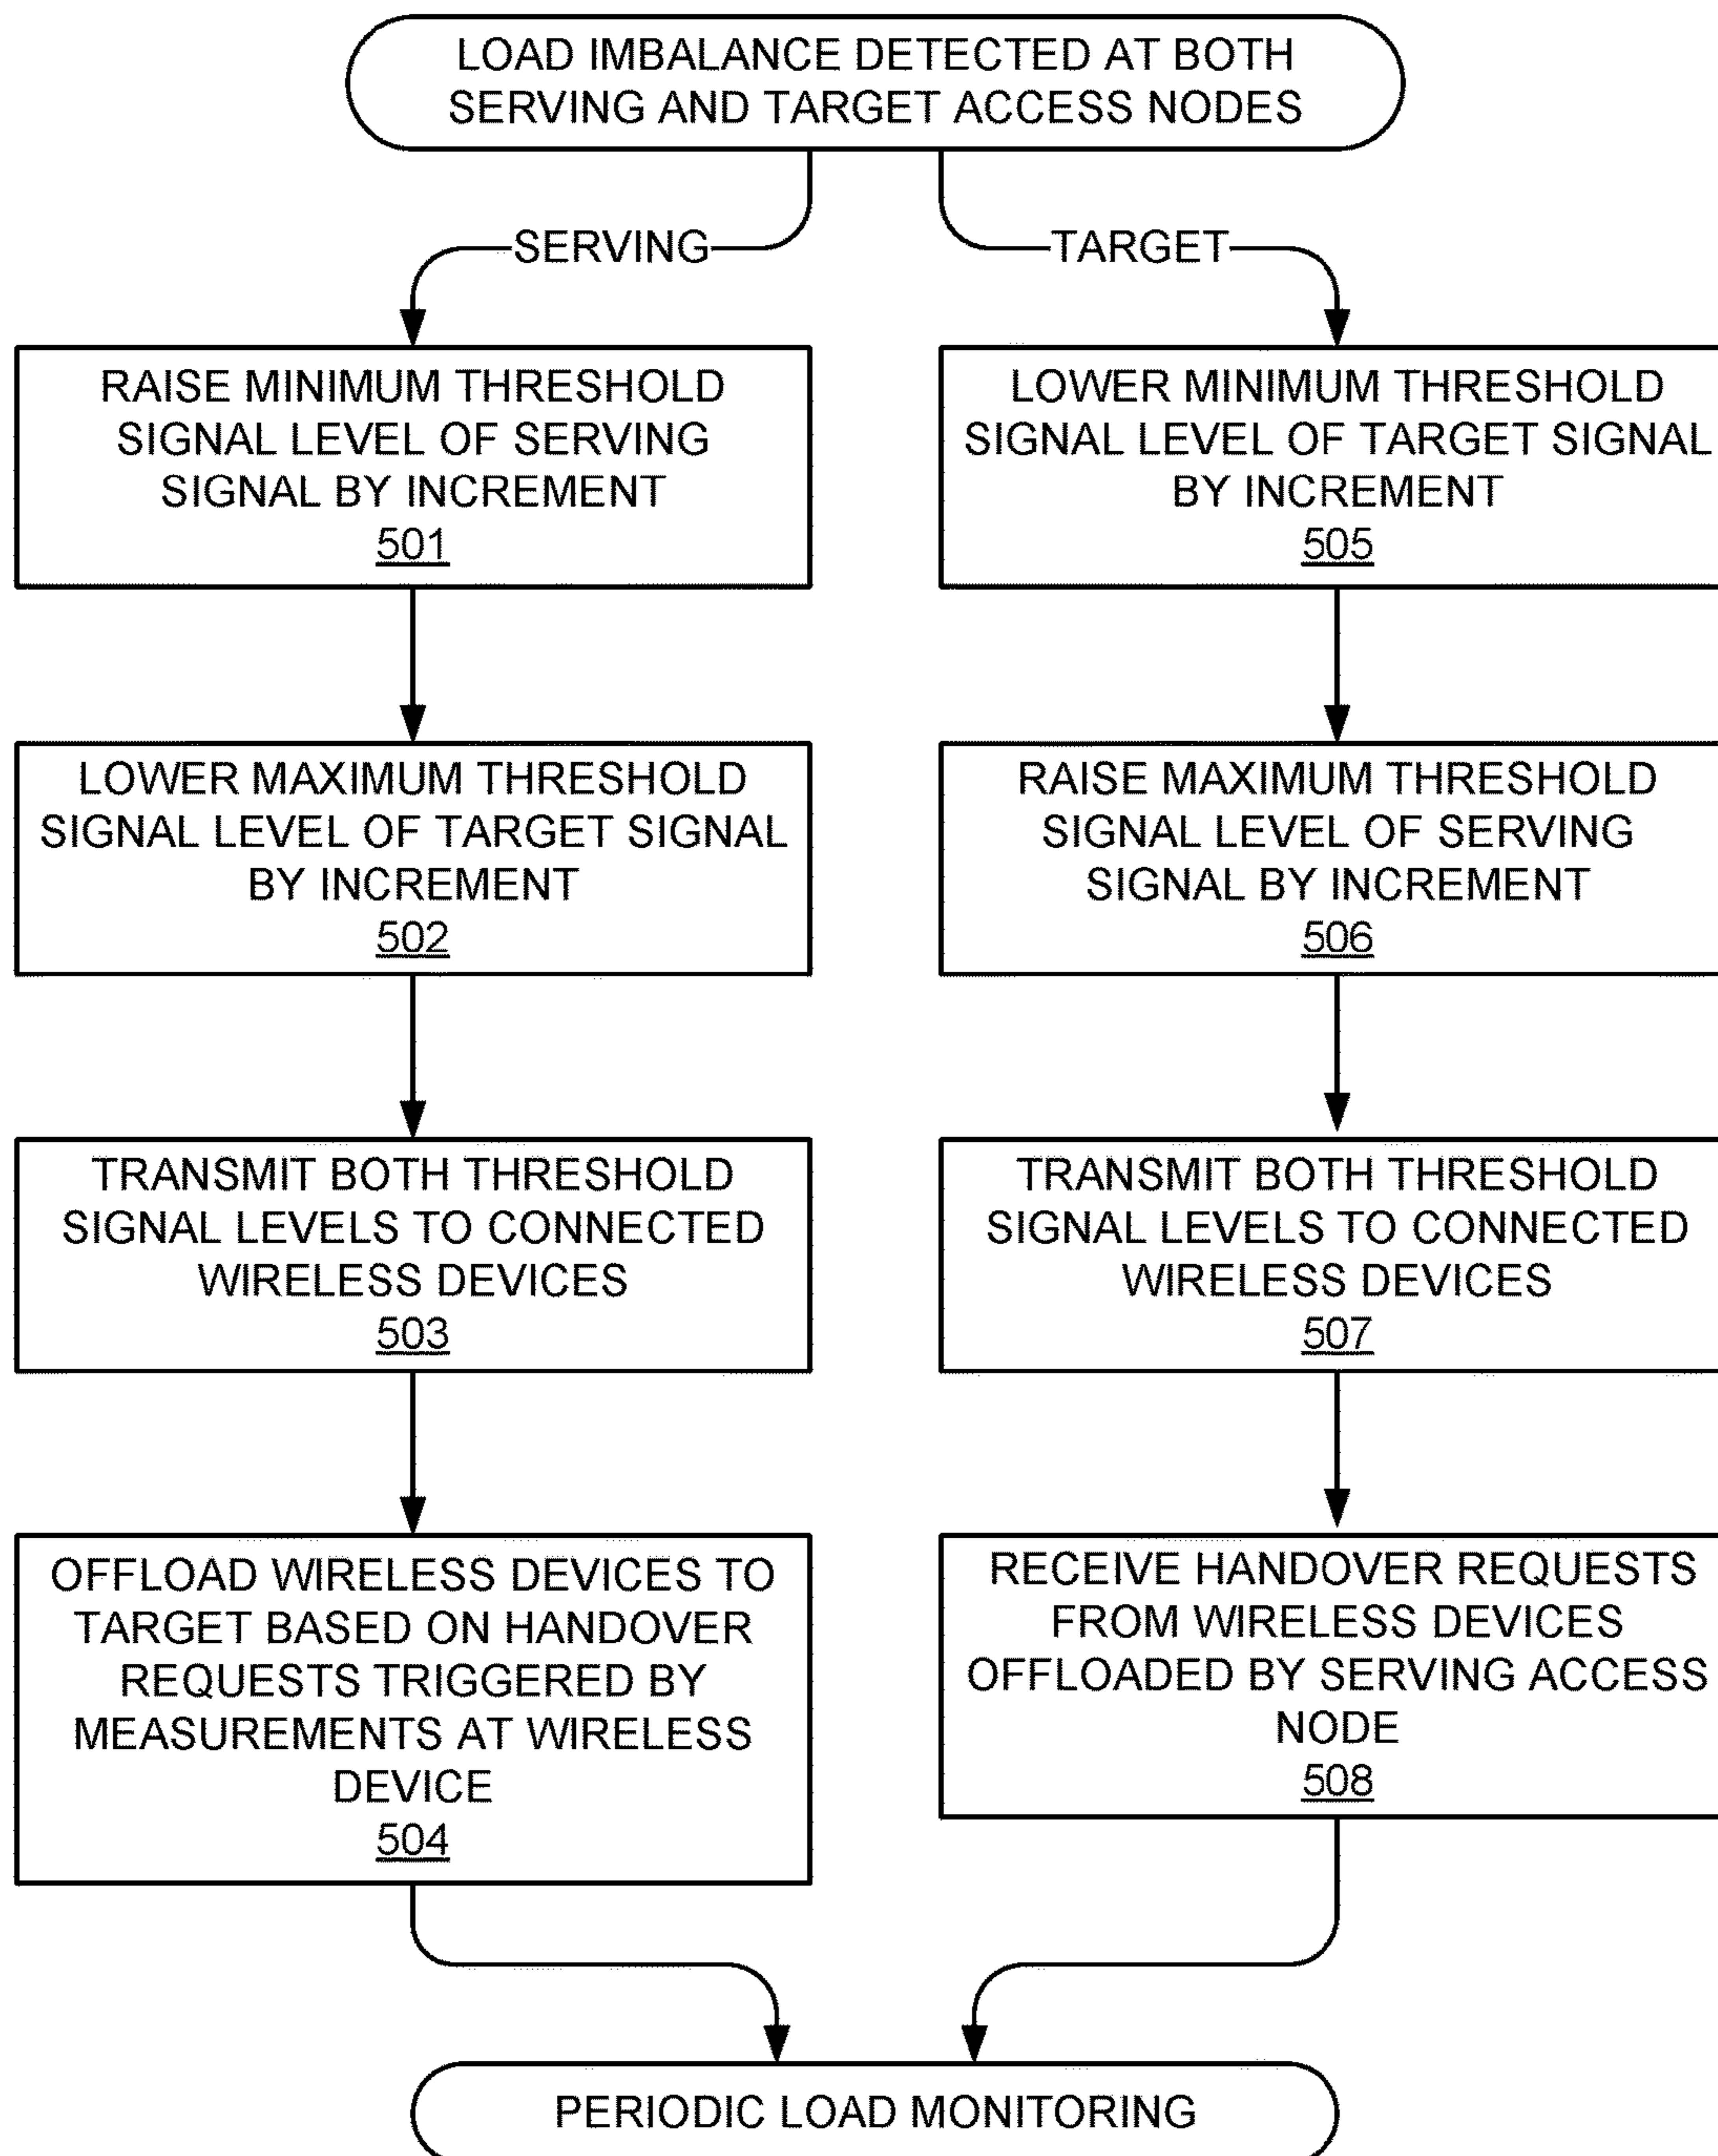 LOAD IMBALANCE DETECTED AT BOTH
SERVING AND TARGET ACCESS NODES
SERVING
TARGET
RAISE MINIMUM THRESHOLD
SIGNAL LEVEL OF SERVING
SIGNAL BY INCREMENT
501
LOWER MINIMUM THRESHOLD
SIGNAL LEVEL OF TARGET SIGNAL
BY INCREMENT
505
LOWER MAXIMUM THRESHOLD
SIGNAL LEVEL OF TARGET SIGNAL
BY INCREMENT
502
RAISE MAXIMUM THRESHOLD
SIGNAL LEVEL OF SERVING
SIGNAL BY INCREMENT
506
TRANSMIT BOTH THRESHOLD
SIGNAL LEVELS TO CONNECTED
WIRELESS DEVICES
503
TRANSMIT BOTH THRESHOLD
SIGNAL LEVELS TO CONNECTED
WIRELESS DEVICES
507
OFFLOAD WIRELESS DEVICES TO
TARGET BASED ON HANDOVER
REQUESTS TRIGGERED BY
MEASUREMENTS AT WIRELESS
DEVICE
504
RECEIVE HANDOVER REQUESTS
FROM WIRELESS DEVICES
OFFLOADED BY SERVING ACCESS
NODE
508
PERIODIC LOAD MONITORING